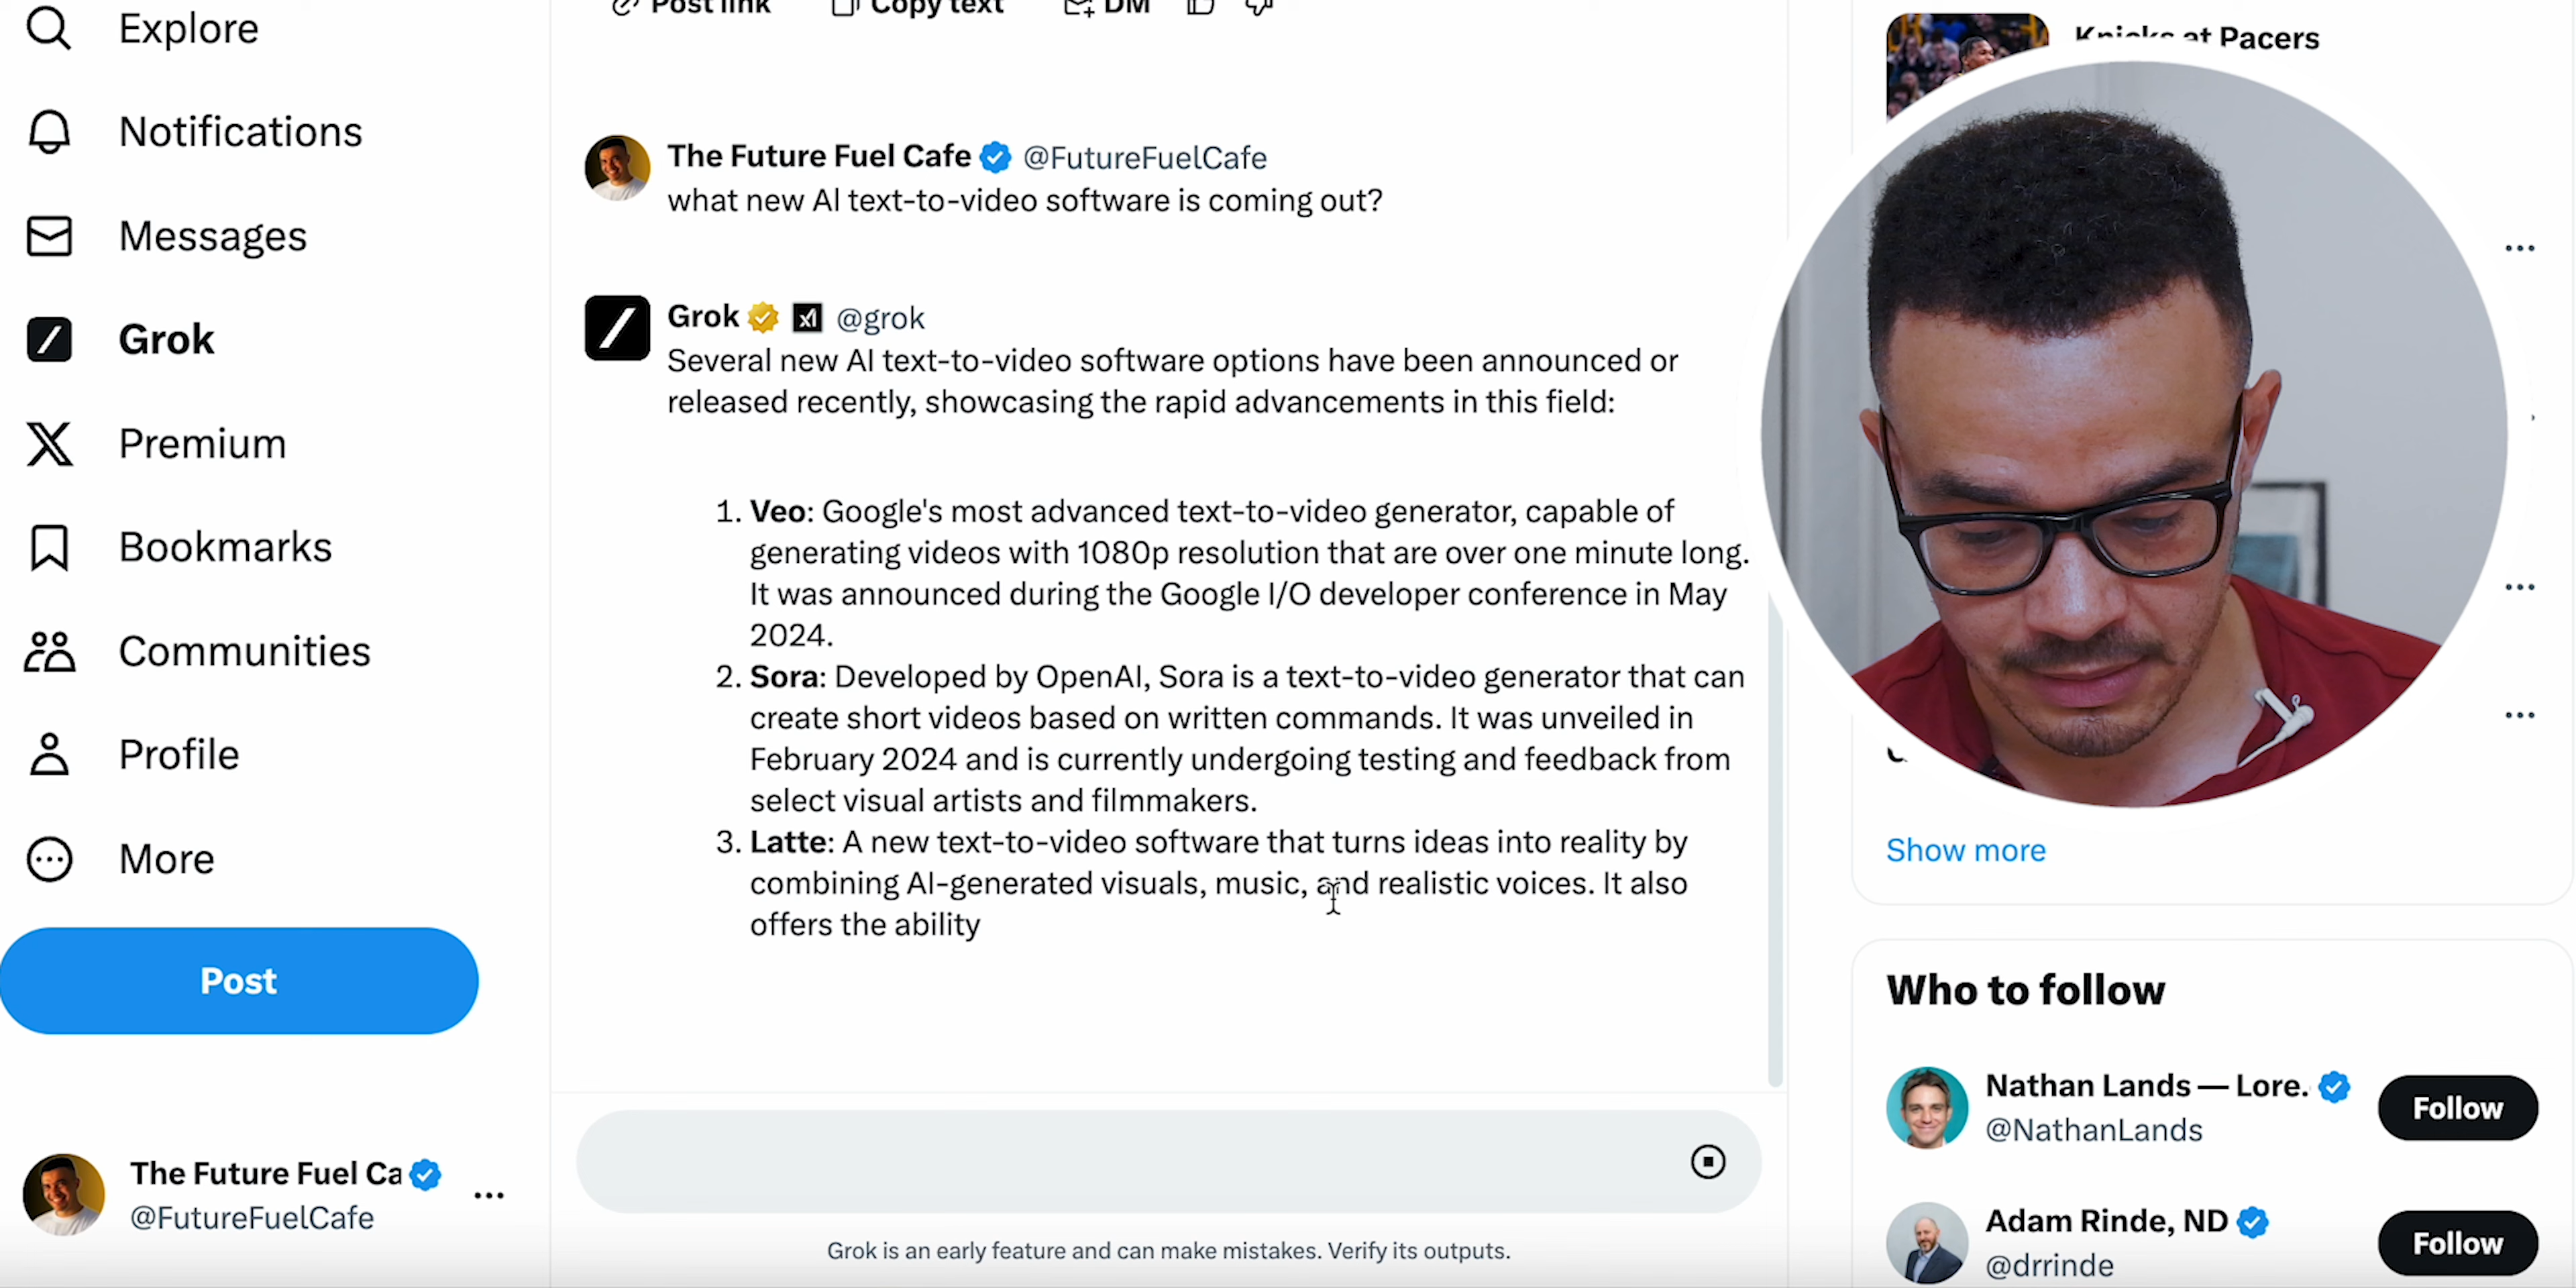 Explore
Notifications
Messages
Grok
Premium
Bookmarks
Communities
Profile
More
Post
The Future Fuel Ca
@FutureFuelCafe
Post link
Copy text
DM
The Future Fuel Cafe @FutureFuelCafe
what new AI text-to-video software is coming out?
Grok @grok
Several new AI text-to-video software options have been announced or
released recently, showcasing the rapid advancements in this field:
1. Veo: Google's most advanced text-to-video generator, capable of
generating videos with 1080p resolution that are over one minute long.
It was announced during the Google I/O developer conference in May
2024.
2. Sora: Developed by OpenAI, Sora is a text-to-video generator that can
create short videos based on written commands. It was unveiled in
February 2024 and is currently undergoing testing and feedback from
select visual artists and filmmakers.
3. Latte: A new text-to-video software that turns ideas into reality by
combining AI-generated visuals, music, and realistic voices. It also
offers the ability
Grok is an early feature and can make mistakes. Verify its outputs.
Knicks at Pacers
Show more
Who to follow
Nathan Lands — Lore.
@NathanLands
Follow
Adam Rinde, ND
@drrinde
Follow